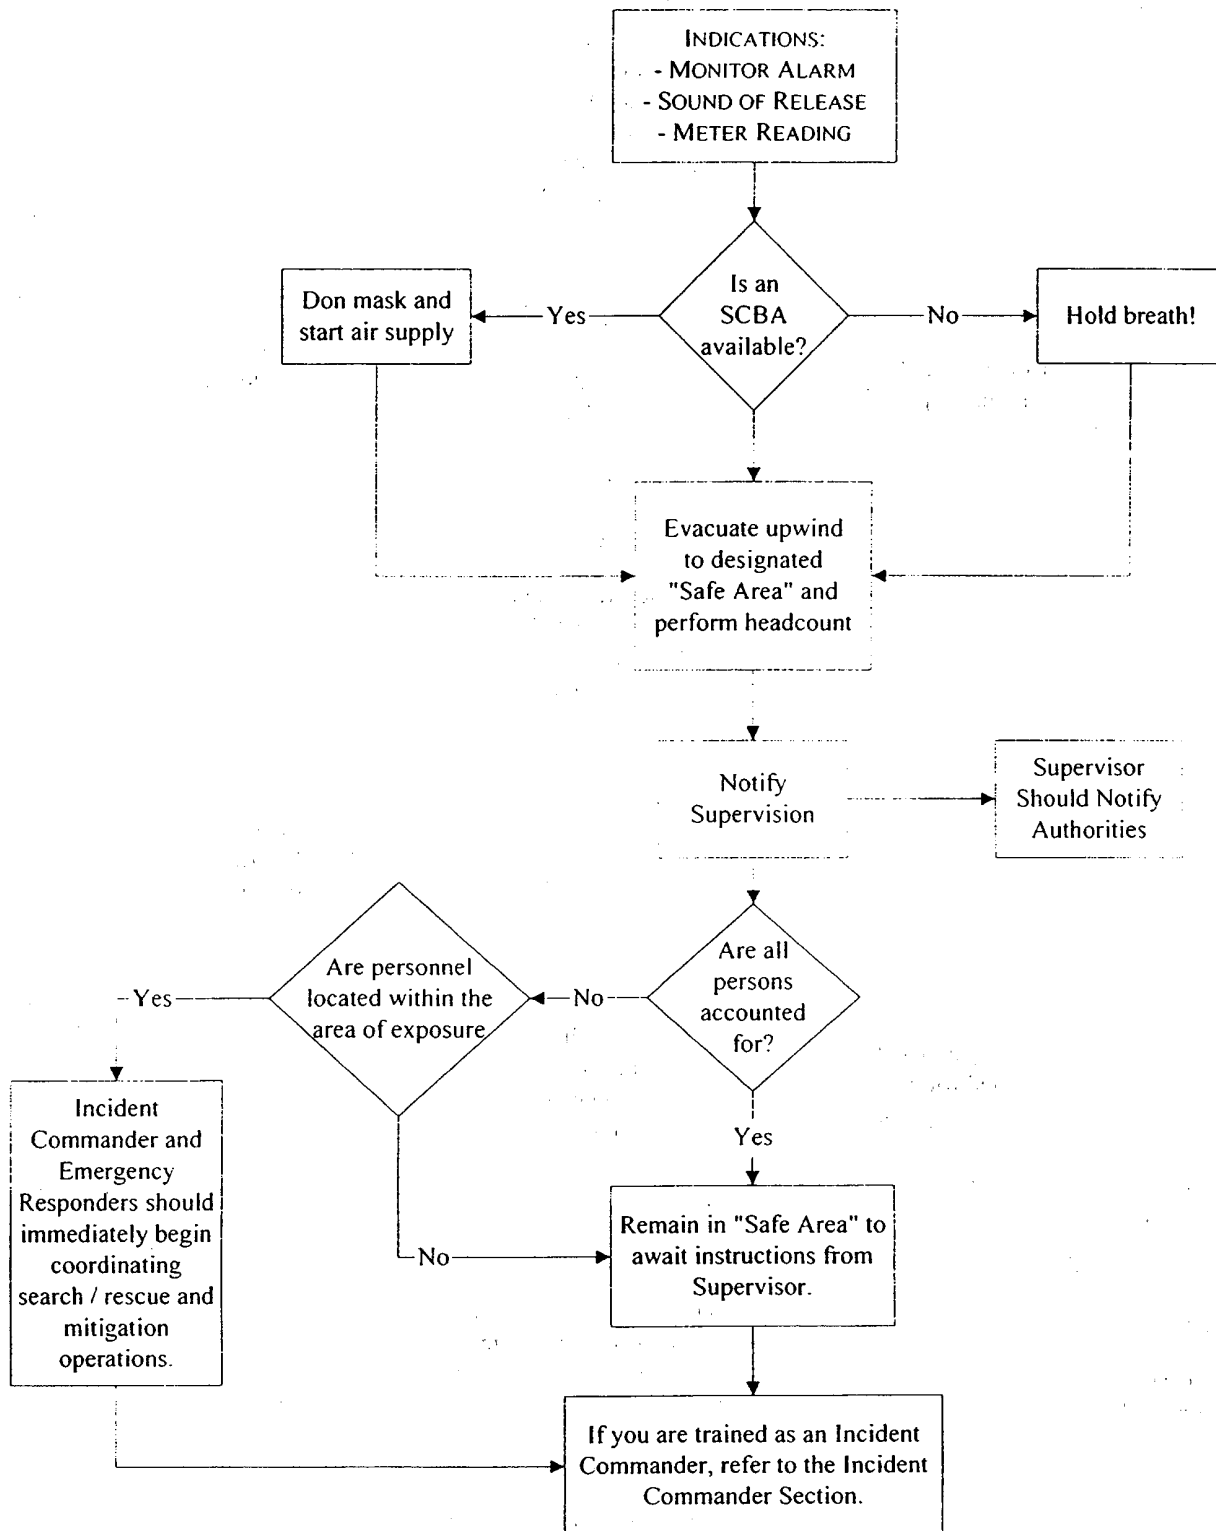 INDICATIONS:
- MONITOR ALARM
- SOUND OF RELEASE
- METER READING
Is an
SCBA
available?
Yes
No
Don mask and
start air supply
Hold breath!
Evacuate upwind
to designated
"Safe Area" and
perform headcount
Notify
Supervision
Supervisor
Should Notify
Authorities
Are all
persons
accounted
for?
No
Are personnel
located within the
area of exposure
Yes
Yes
Incident
Commander and
Emergency
Responders should
immediately begin
coordinating
search / rescue and
mitigation
operations.
No
Remain in "Safe Area" to
await instructions from
Supervisor.
If you are trained as an Incident
Commander, refer to the Incident
Commander Section.